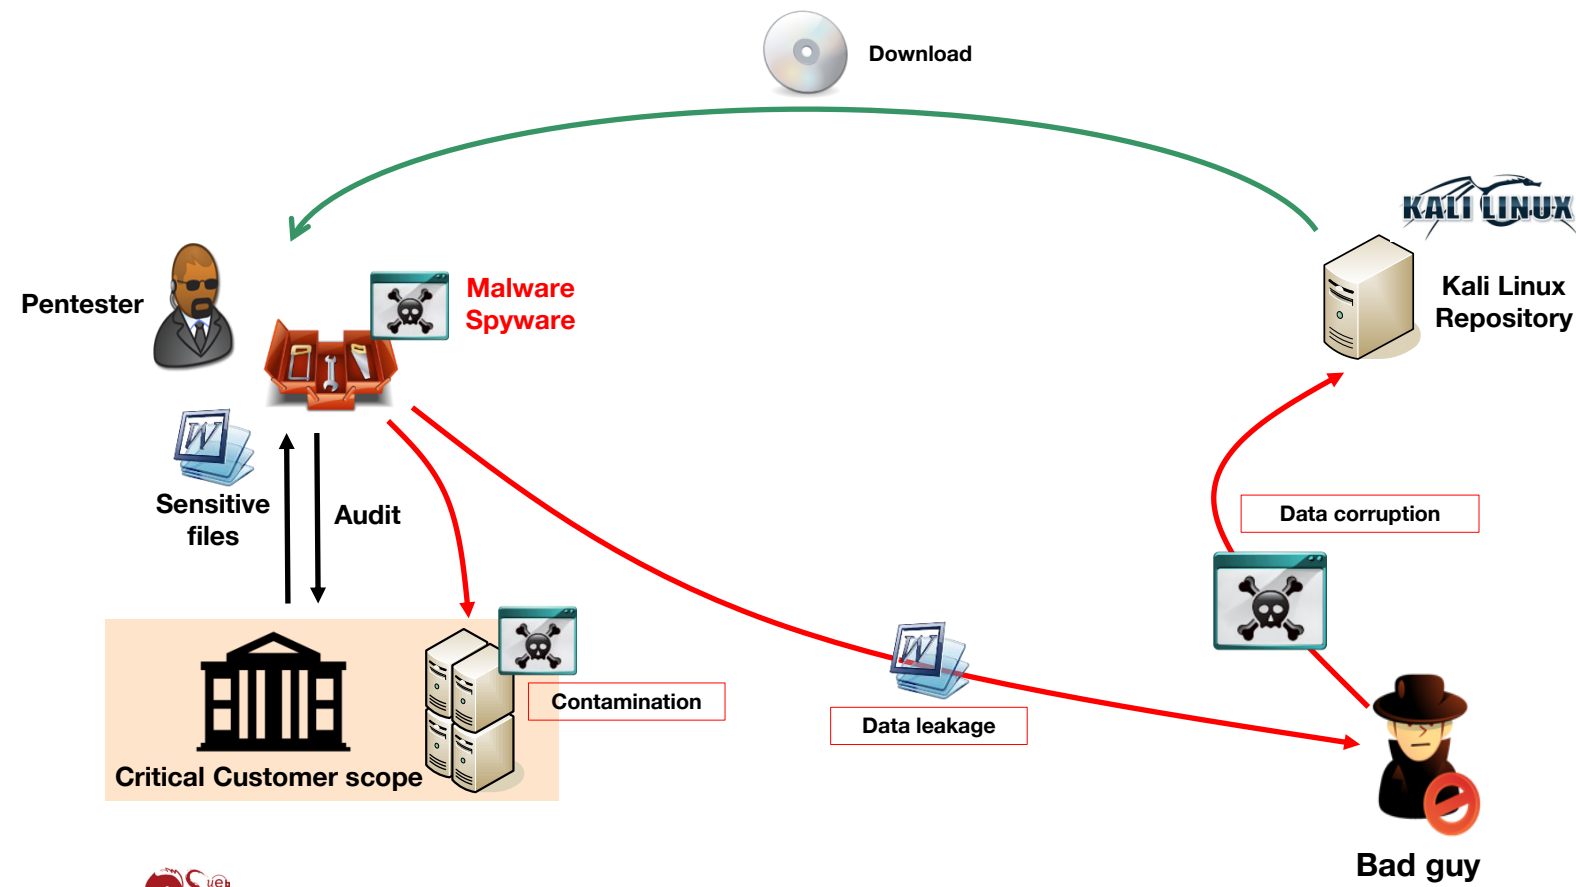 Download
KALI LINUX
Pentester
Malware
Spyware
Kali Linux
Repository
W
Sensitive
files
Audit
Data corruption
W
Contamination
Data leakage
Critical Customer scope
Bad guy